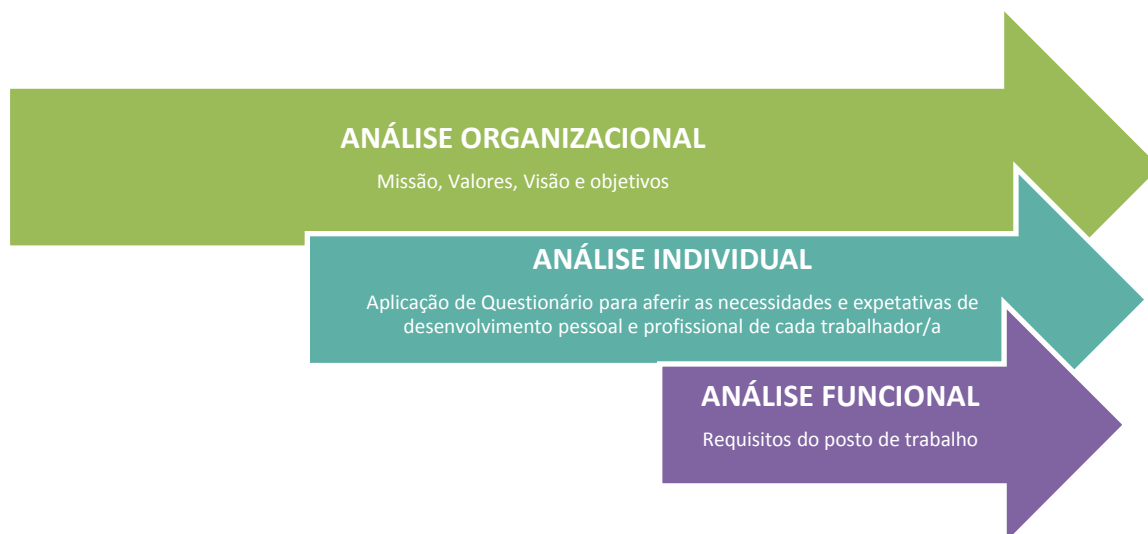 ANÁLISE ORGANIZACIONAL
Missão, Valores, Visão e objetivos
ANÁLISE INDIVIDUAL
Aplicação de Questionário para aferir as necessidades e expetativas de
desenvolvimento pessoal e profissional de cada trabalhador/a
ANÁLISE FUNCIONAL
Requisitos do posto de trabalho